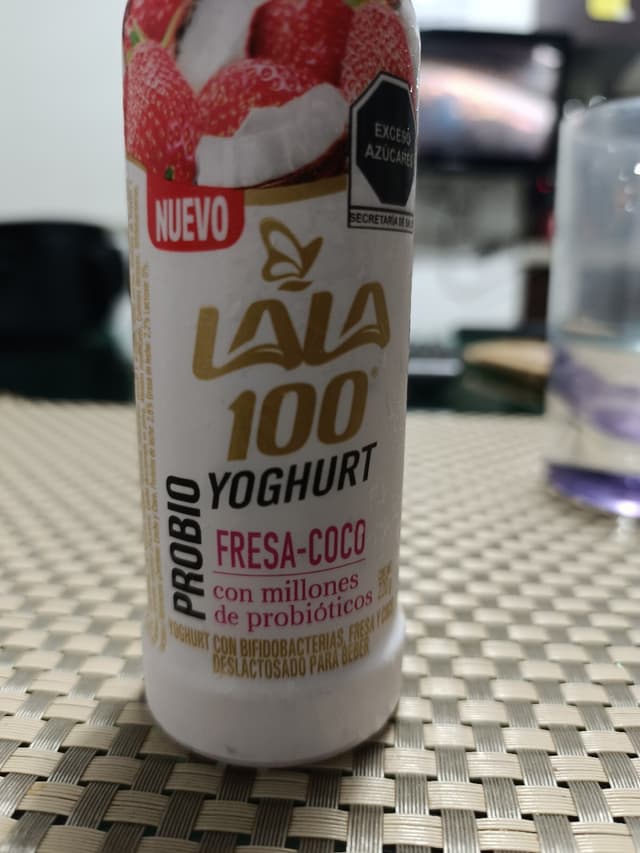 EXCESO
AZÚCARES
SECRETARÍA DE
NUEVO
LALA
100
PROBIO
YOGHURT
FRESA-COCO
con millones
de probióticos
YOGHURT CON BIFIDOBACTERIAS, FRESA Y COCO
DESLACTOSADO PARA BEBER